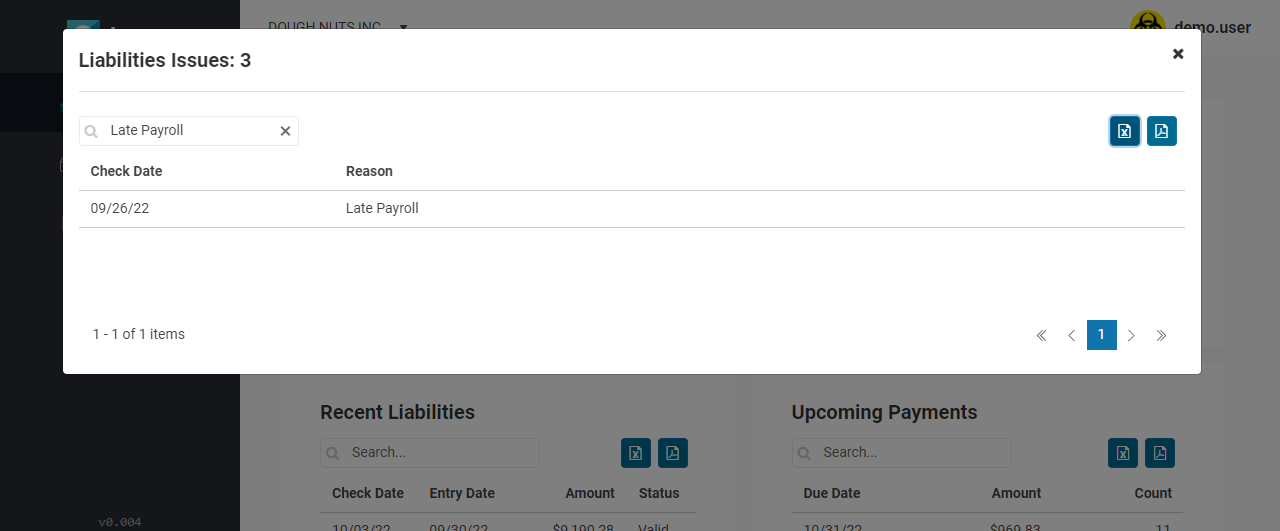 DOUGH NUTS INC
demo.user
Liabilities Issues: 3
Late Payroll
Check Date Reason
09/26/22 Late Payroll
1 - 1 of 1 items
1
Recent Liabilities Upcoming Payments
Search... Search...
Check Date Entry Date Amount Status Due Date Amount Count
10/03/22 09/30/22 $9,190.28 Valid 10/31/22 $969.83 11
v0.004